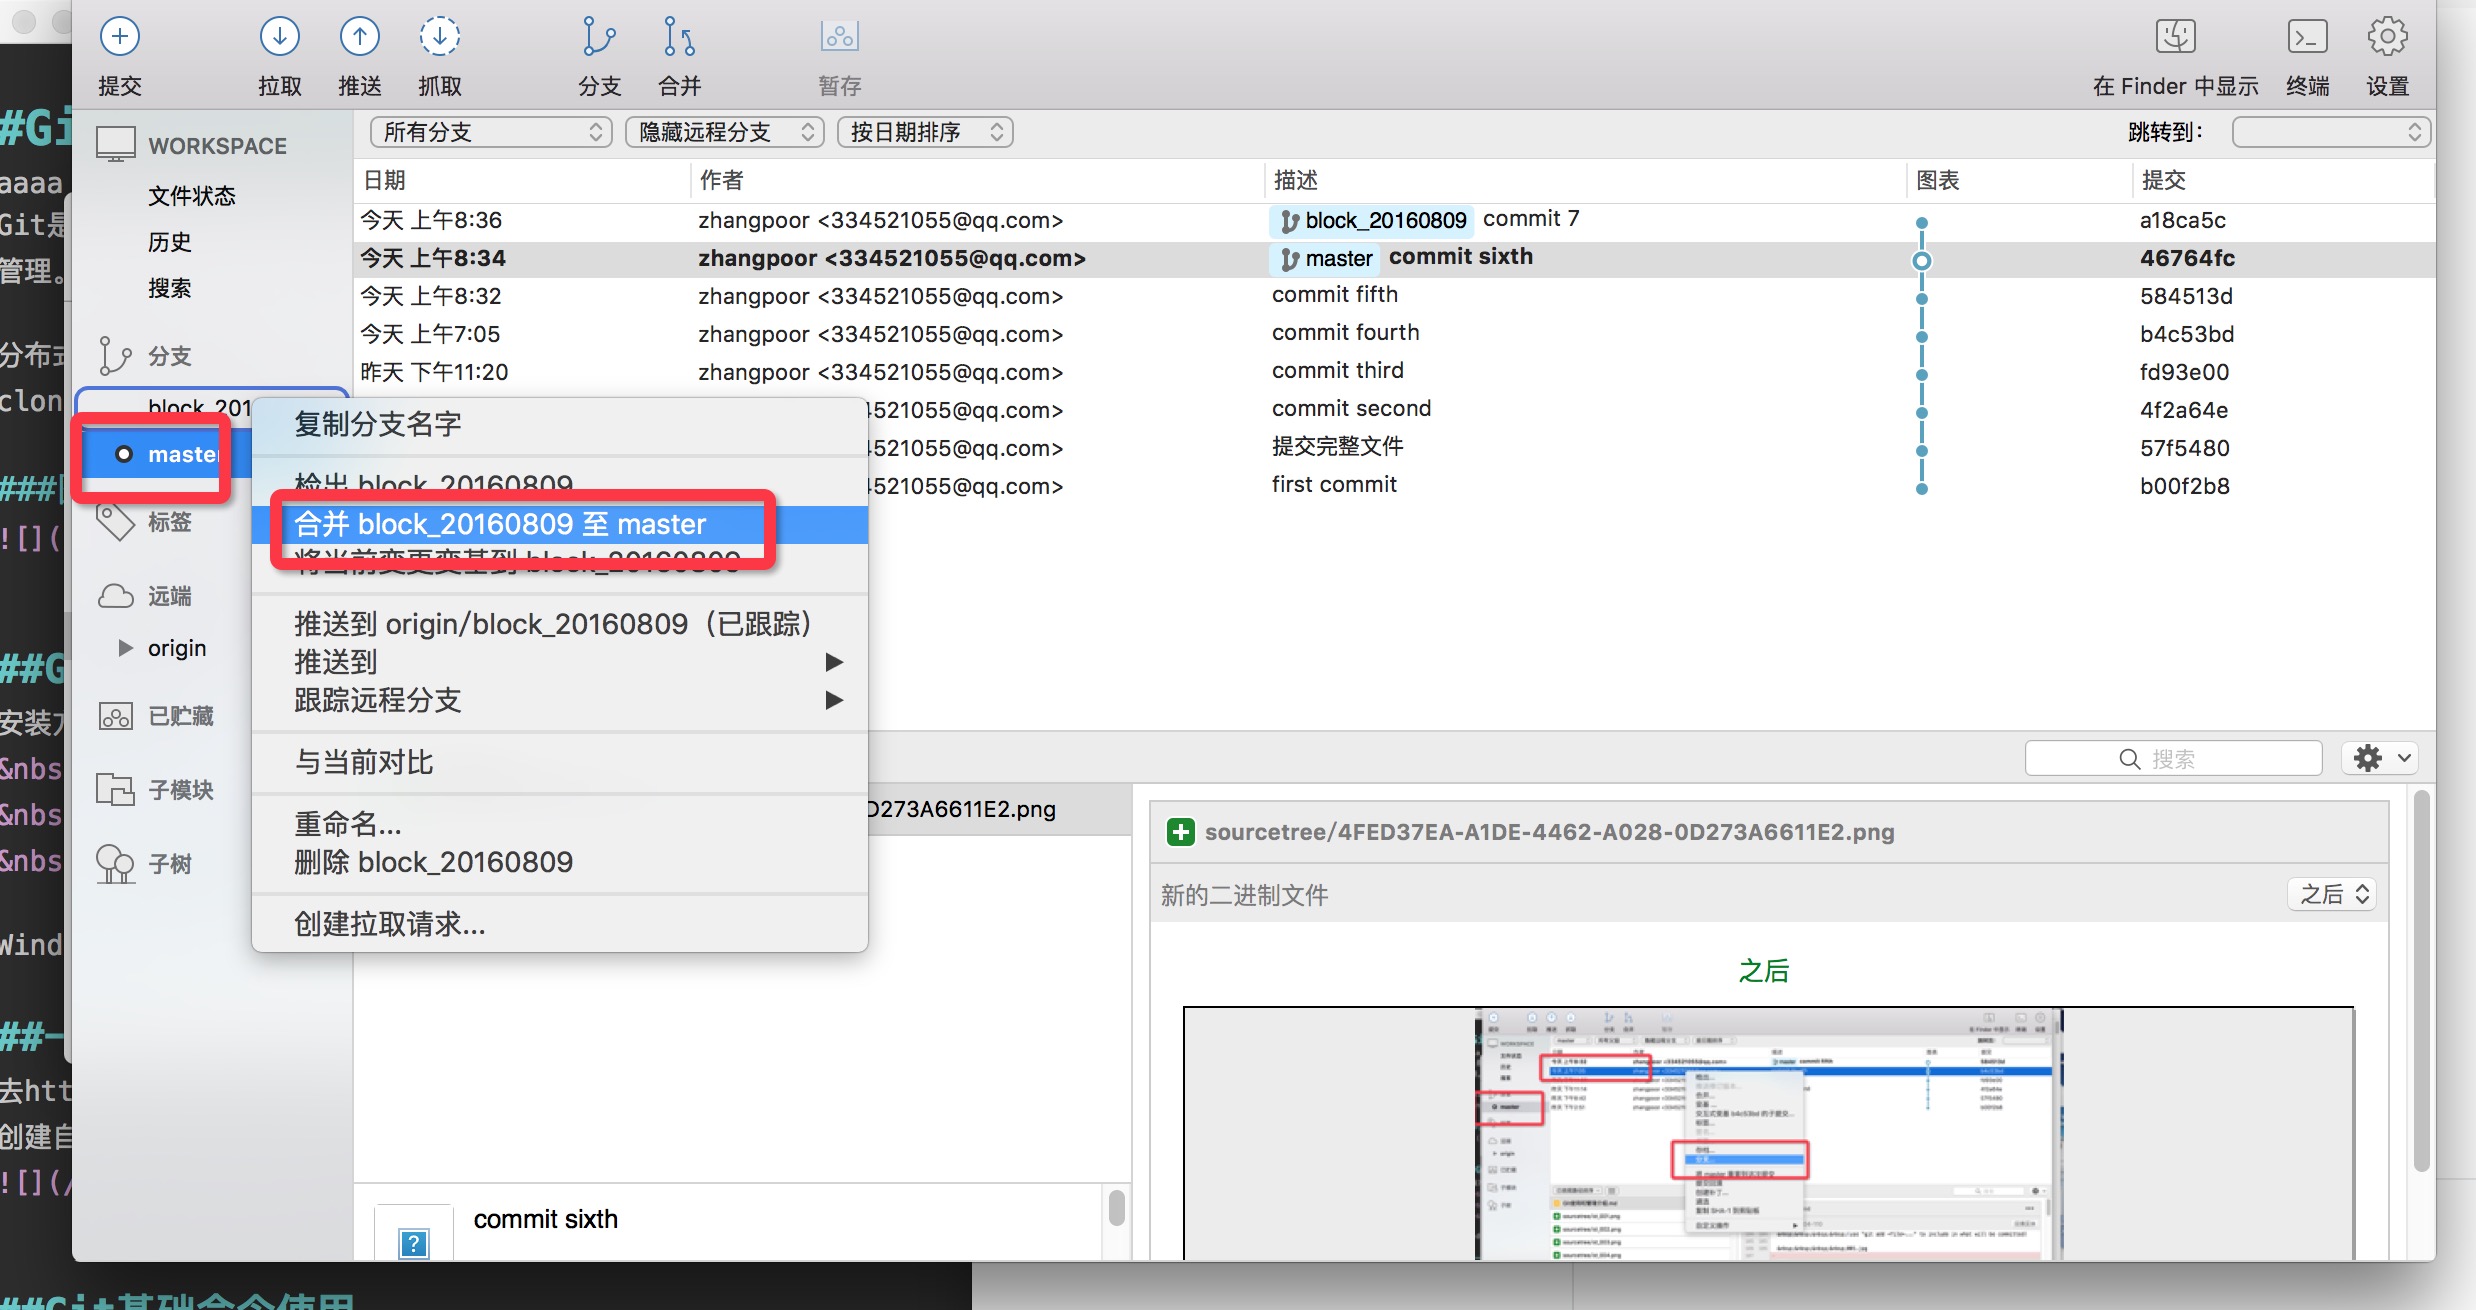 提交
拉取
推送
抓取
分支
合并
暂存
在 Finder 中显示
终端
设置
#Gi
aaaa
Git是
管理。
分布式
clon
![](
##G
&nbs
&nbs
&nbs
Wind
##一
去htt
创建自
![](/
##Git基础命令使用
WORKSPACE
文件状态
历史
搜索
分支
block_201
master
标签
远端
origin
已贮藏
子模块
子树
所有分支
隐藏远程分支
按日期排序
跳转到：
日期 作者 描述 图表 提交
今天 上午8:36 zhangpoor <334521055@qq.com> block_20160809 commit 7 a18ca5c
今天 上午8:34 zhangpoor <334521055@qq.com> master commit sixth 46764fc
今天 上午8:32 zhangpoor <334521055@qq.com> commit fifth 584513d
今天 上午7:05 zhangpoor <334521055@qq.com> commit fourth b4c53bd
昨天 下午11:20 zhangpoor <334521055@qq.com> commit third fd93e00
4521055@qq.com> commit second 4f2a64e
4521055@qq.com> 提交完整文件 57f5480
4521055@qq.com> first commit b00f2b8
复制分支名字
检出 block_20160809
合并 block_20160809 至 master
将当前变更变基到 block_20160809
推送到 origin/block_20160809（已跟踪）
推送到
跟踪远程分支
与当前对比
重命名...
删除 block_20160809
创建拉取请求...
搜索
D273A6611E2.png
sourcetree/4FED37EA-A1DE-4462-A028-0D273A6611E2.png
新的二进制文件
之后
之后
commit sixth